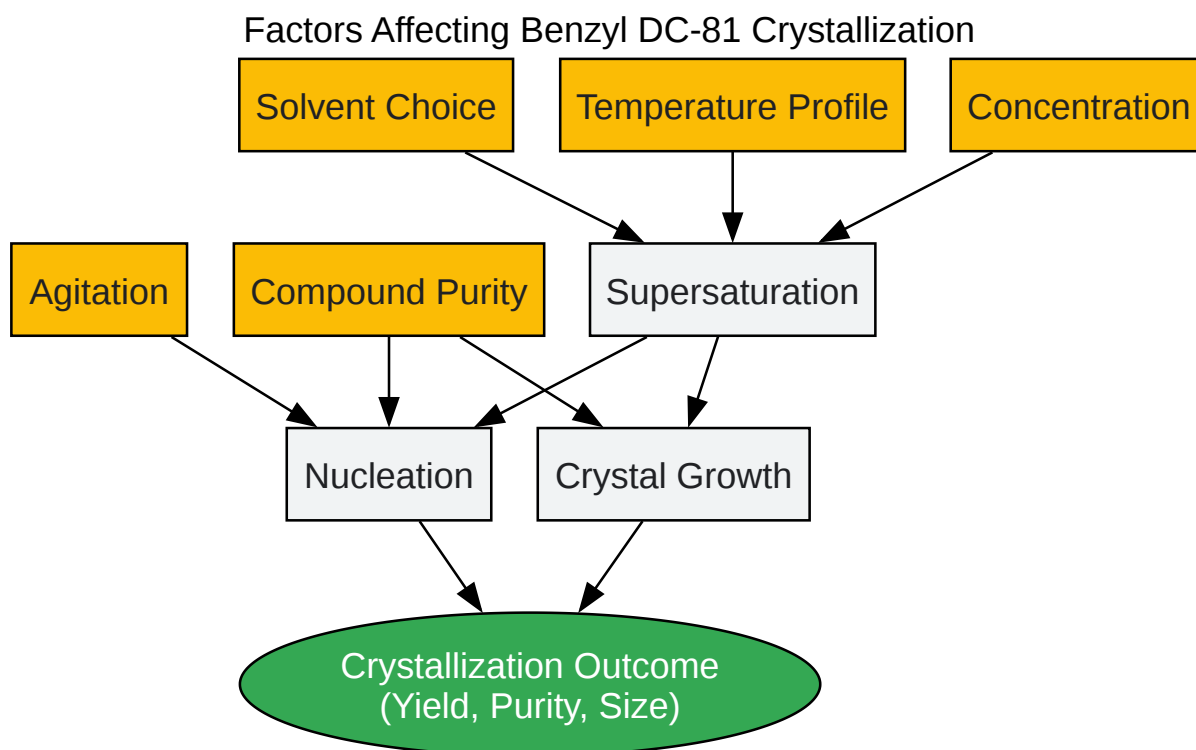 Factors Affecting Benzyl DC-81 Crystallization
Solvent Choice
Temperature Profile
Concentration
Agitation
Compound Purity
Supersaturation
Nucleation
Crystal Growth
Crystallization Outcome
(Yield, Purity, Size)